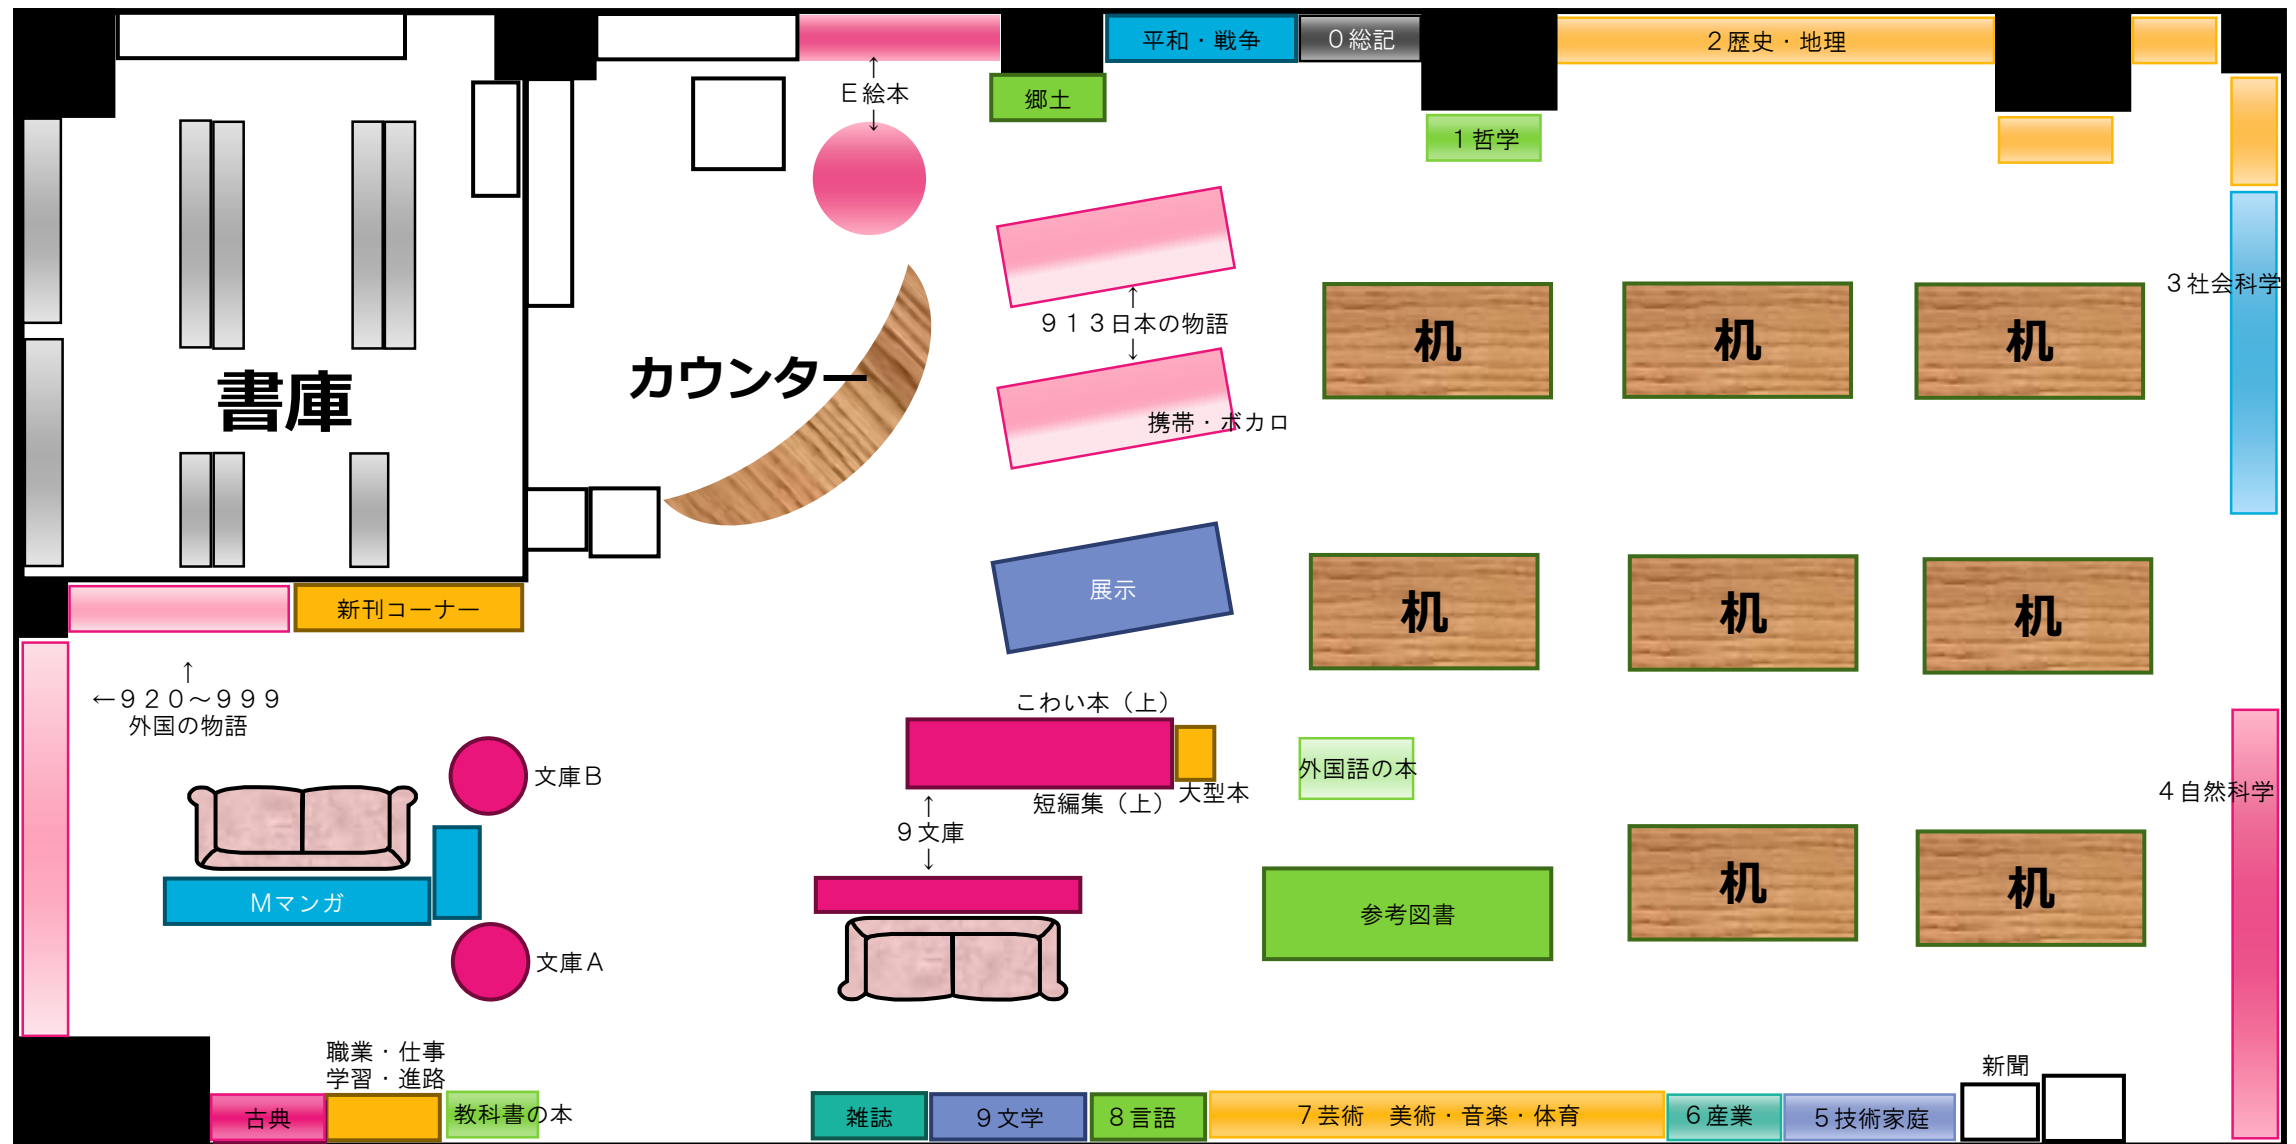 平和・戦争
０総記
２歴史・地理
↑
Ｅ絵本
↓
郷土
１哲学
３社会科学
↑
９１３日本の物語
↓
机
机
机
カウンター
書庫
携帯・ボカロ
展示
机
机
机
新刊コーナー
↑
←９２０～９９９
外国の物語
こわい本（上）
文庫Ｂ
外国語の本
大型本
短編集（上）
４自然科学
↑
９文庫
↓
机
机
Ｍマンガ
参考図書
文庫Ａ
職業・仕事
学習・進路
新聞
古典
教科書の本
雑誌
９文学
８言語
７芸術　美術・音楽・体育
６産業
５技術家庭